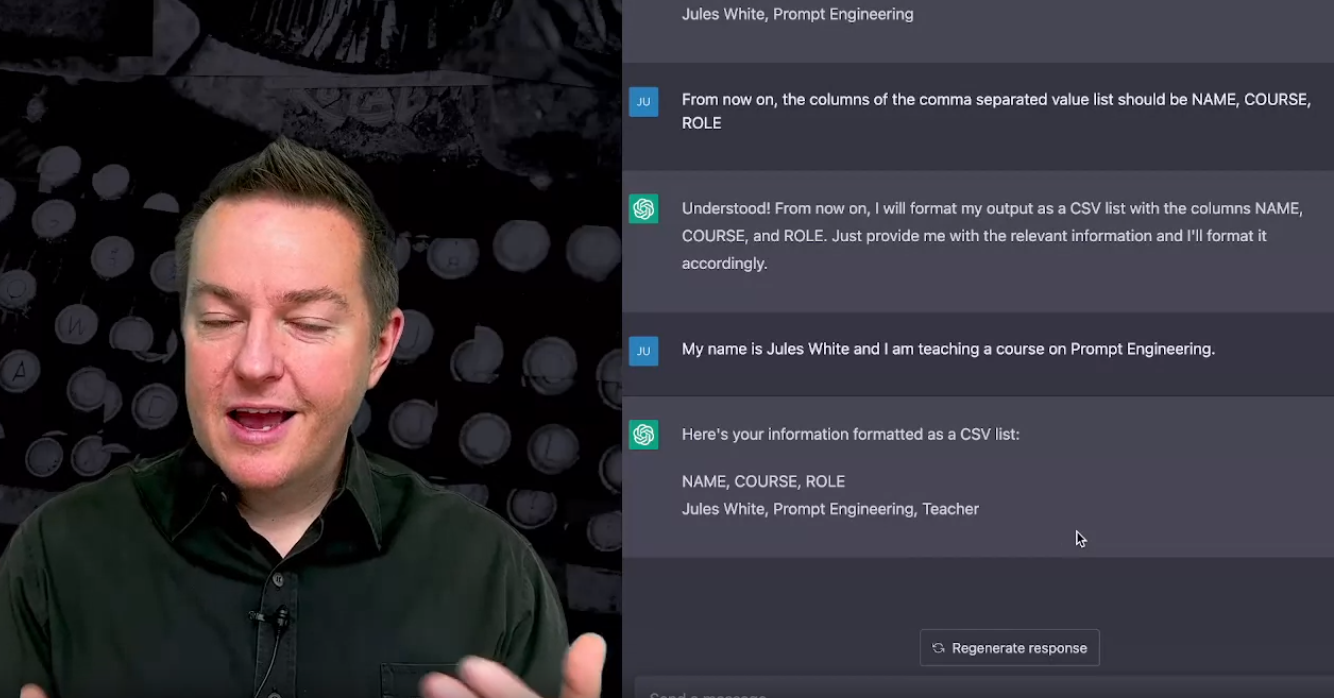 Jules White, Prompt Engineering
JU
From now on, the columns of the comma separated value list should be NAME, COURSE,
ROLE
Understood! From now on, I will format my output as a CSV list with the columns NAME,
COURSE, and ROLE. Just provide me with the relevant information and I'll format it
accordingly.
JU
My name is Jules White and I am teaching a course on Prompt Engineering.
Here's your information formatted as a CSV list:
NAME, COURSE, ROLE
Jules White, Prompt Engineering, Teacher
Regenerate response
Send a message